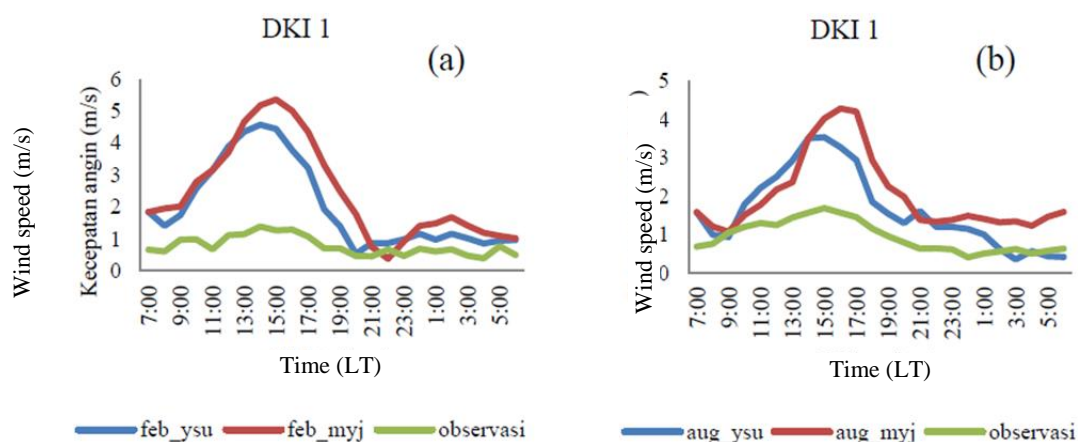 DKI 1
(a)
Wind speed (m/s)
Kecepatan angin (m/s)
6
5
4
3
2
1
0
7:00 9:00 11:00 13:00 15:00 17:00 19:00 21:00 23:00 1:00 3:00 5:00
Time (LT)
feb_ysu feb_myj observasi
DKI 1
(b)
Wind speed (m/s)
)
5
4
3
2
1
0
7:00 9:00 11:00 13:00 15:00 17:00 19:00 21:00 23:00 1:00 3:00 5:00
Time (LT)
aug_ysu aug_myj observasi